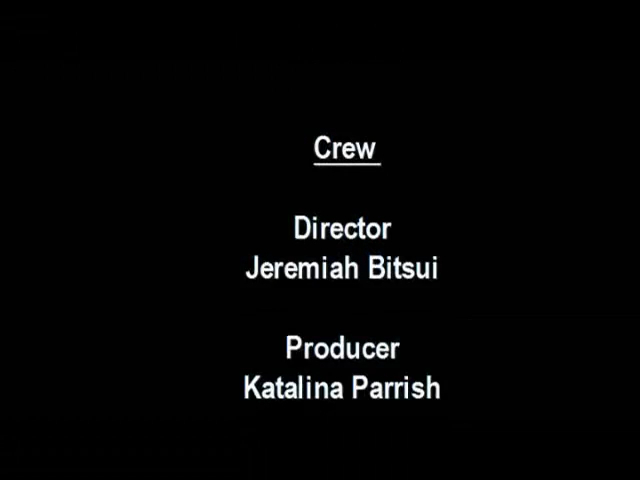 Crew
Director
Jeremiah Bitsui
Producer
Katalina Parrish